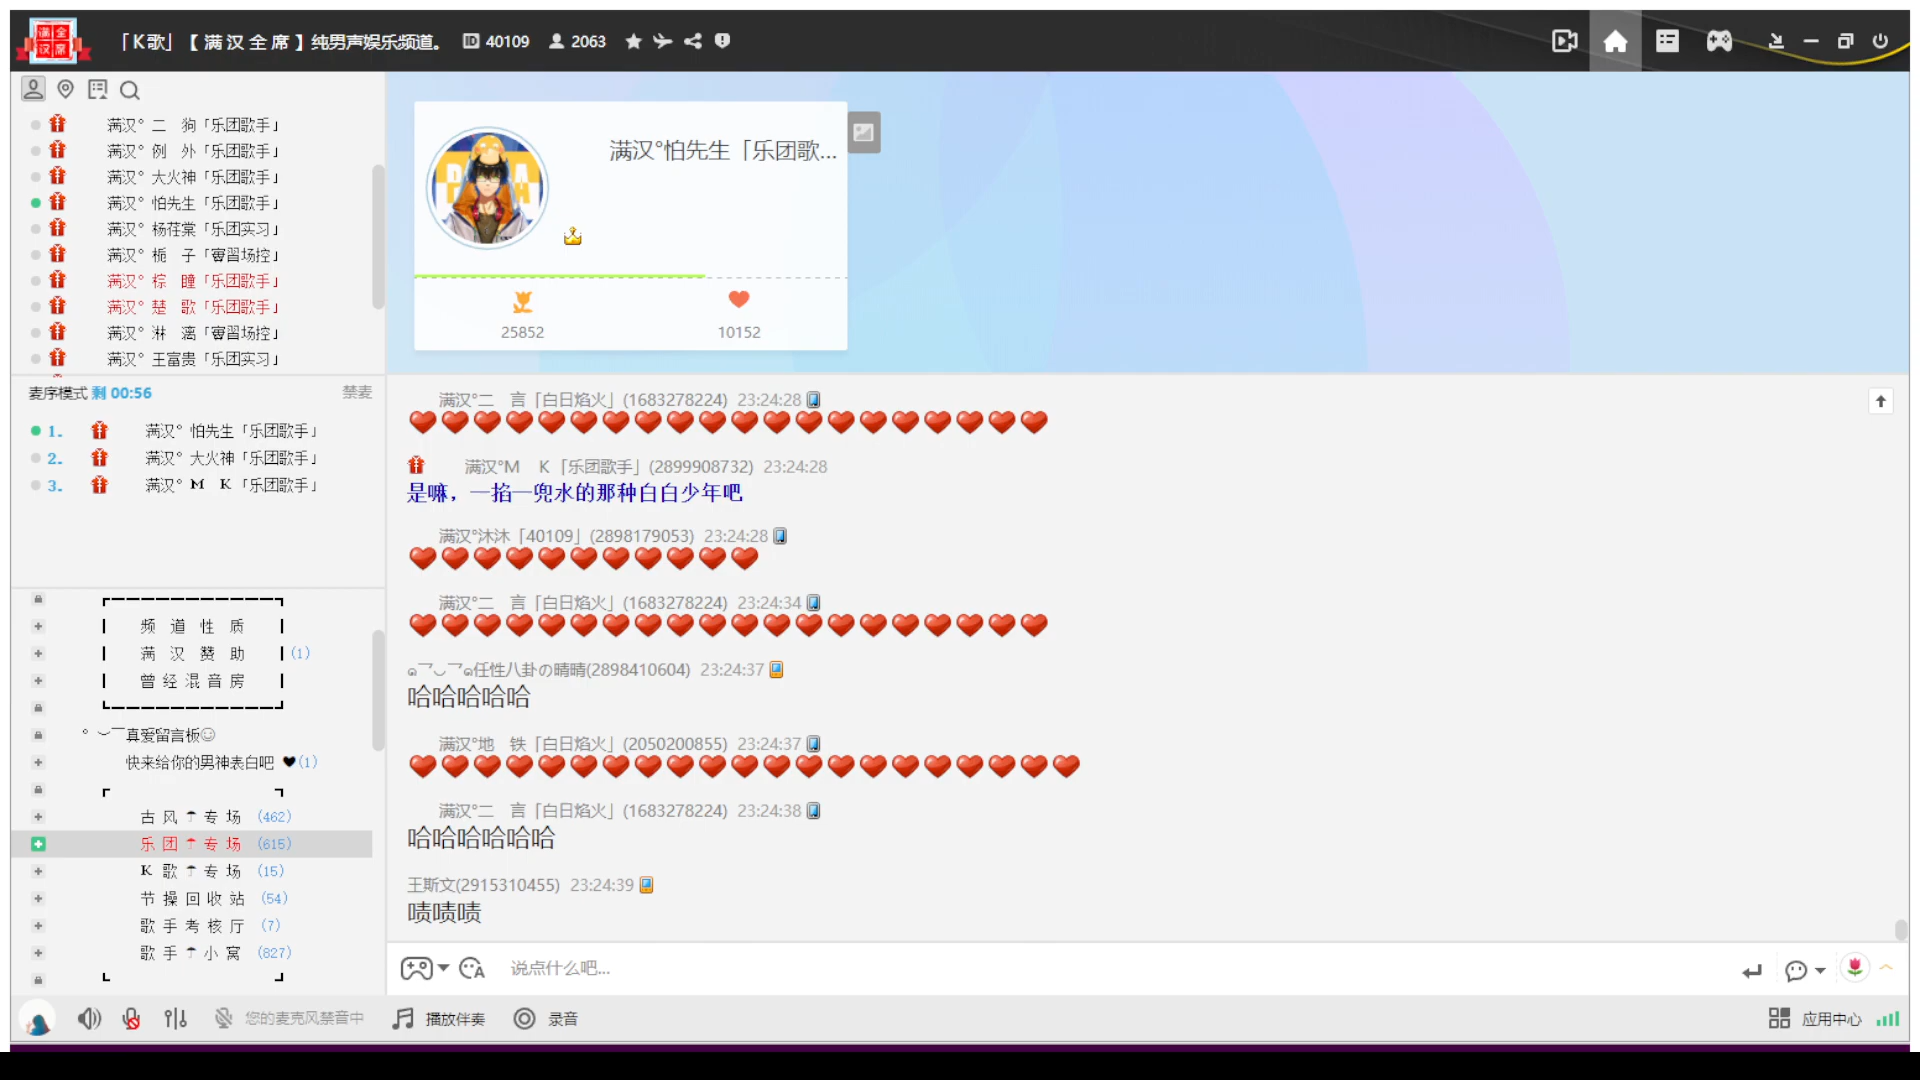 满 全
汉 席
「K歌」【 满 汉 全 席 】纯男声娱乐频道。 ID 40109 2063
满汉° 二　狗「乐团歌手」
满汉° 例　外「乐团歌手」
满汉° 大火神「乐团歌手」
满汉° 怕先生「乐团歌手」
满汉° 杨荏棠「乐团实习」
满汉° 栀　子「實習场控」
满汉° 棕　瞳「乐团歌手」
满汉° 楚　歌「乐团歌手」
满汉° 淋　漓「實習场控」
满汉° 王富贵「乐团实习」
麦序模式 剩 00:56 禁麦
1. 满汉° 怕先生「乐团歌手」
2. 满汉° 大火神「乐团歌手」
3. 满汉° M　K「乐团歌手」
频 道 性 质
满 汉 赞 助 (1)
曾 经 混 音 房
° ︶￣真爱留言板☺
快来给你的男神表白吧 ♥(1)
古 风 ☂ 专 场 (462)
乐 团 ☂ 专 场 (615)
K 歌 ☂ 专 场 (15)
节 操 回 收 站 (54)
歌 手 考 核 厅 (7)
歌 手 ☂ 小 窝 (827)
满汉°怕先生「乐团歌...
25852 10152
满汉°二　言「白日焰火」(1683278224) 23:24:28
满汉°M　K「乐团歌手」(2899908732) 23:24:28
是嘛，一掐一兜水的那种白白少年吧
满汉°沐沐「40109」(2898179053) 23:24:28
满汉°二　言「白日焰火」(1683278224) 23:24:34
๑乛◡乛๑任性八卦の晴晴(2898410604) 23:24:37
哈哈哈哈哈
满汉°地　铁「白日焰火」(2050200855) 23:24:37
满汉°二　言「白日焰火」(1683278224) 23:24:38
哈哈哈哈哈哈
王斯文(2915310455) 23:24:39
啧啧啧
说点什么吧...
您的麦克风禁音中 播放伴奏 录音 应用中心